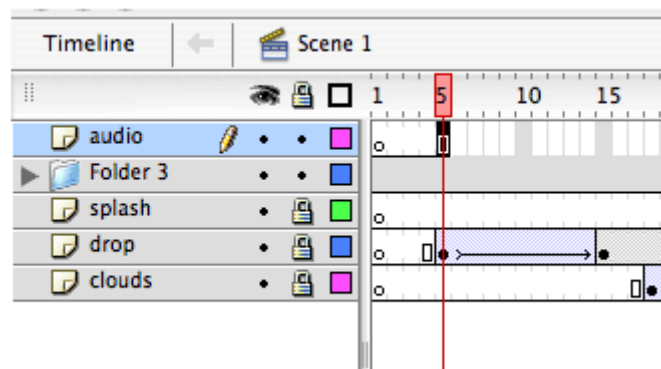 Timeline Scene 1
1 5 10 15
audio
Folder 3
splash
drop
clouds